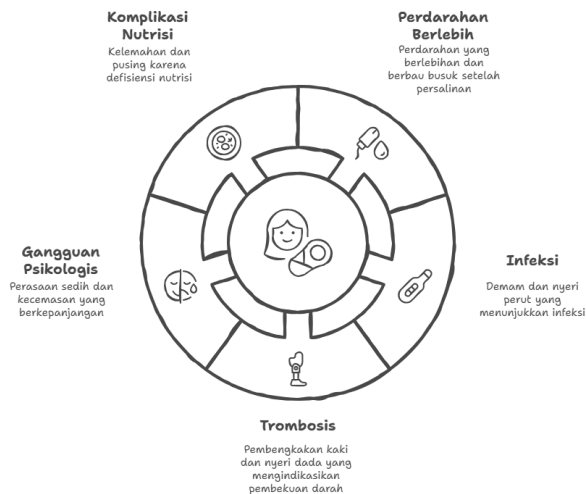 Komplikasi
Nutrisi
Kelemahan dan
pusing karena
defisiensi nutrisi
Perdarahan
Berlebih
Perdarahan yang
berlebihan dan
berbau busuk setelah
persalinan
Gangguan
Psikologis
Perasaan sedih dan
kecemasan yang
berkepanjangan
Infeksi
Demam dan nyeri
perut yang
menunjukkan infeksi
Trombosis
Pembengkakan kaki
dan nyeri dada yang
mengindikasikan
pembekuan darah